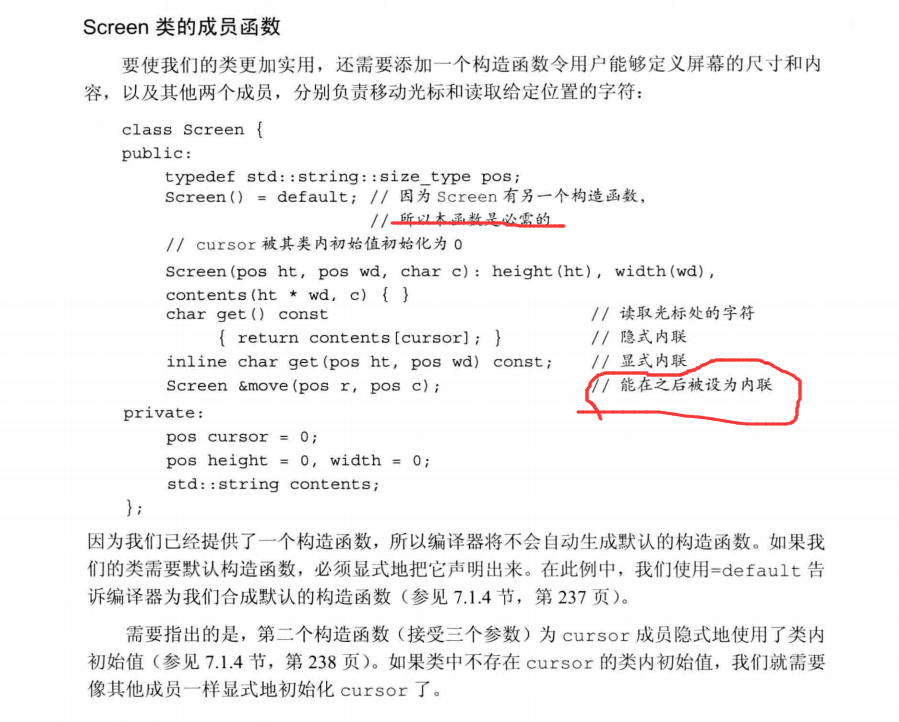 Screen 类的成员函数
要使我们的类更加实用，还需要添加一个构造函数令用户能够定义屏幕的尺寸和内
容，以及其他两个成员，分别负责移动光标和读取给定位置的字符：
class Screen {
public:
typedef std::string::size_type pos;
Screen() = default; // 因为 Screen 有另一个构造函数，
// 所以本函数是必需的
// cursor 被其类内初始值初始化为 0
Screen(pos ht, pos wd, char c): height(ht), width(wd),
contents(ht * wd, c) { }
char get() const // 读取光标处的字符
{ return contents[cursor]; } // 隐式内联
inline char get(pos ht, pos wd) const; // 显式内联
Screen &move(pos r, pos c); // 能在之后被设为内联
private:
pos cursor = 0;
pos height = 0, width = 0;
std::string contents;
};
因为我们已经提供了一个构造函数，所以编译器将不会自动生成默认的构造函数。如果我
们的类需要默认构造函数，必须显式地把它声明出来。在此例中，我们使用=default 告
诉编译器为我们合成默认的构造函数（参见 7.1.4 节，第 237 页）。
需要指出的是，第二个构造函数（接受三个参数）为 cursor 成员隐式地使用了类内
初始值（参见 7.1.4 节，第 238 页）。如果类中不存在 cursor 的类内初始值，我们就需要
像其他成员一样显式地初始化 cursor 了。